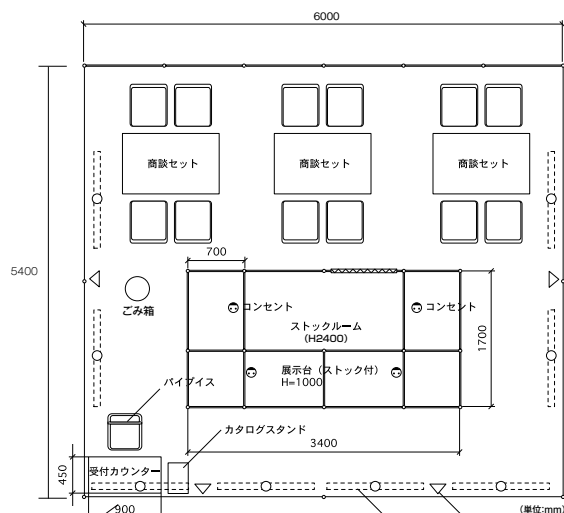 6000
商談セット
商談セット
商談セット
5400
700
ごみ箱
コンセント
コンセント
ストックルーム
(H2400)
1700
展示台（ストック付）
H=1000
パイプイス
カタログスタンド
3400
450
受付カウンター
900
(単位:mm)